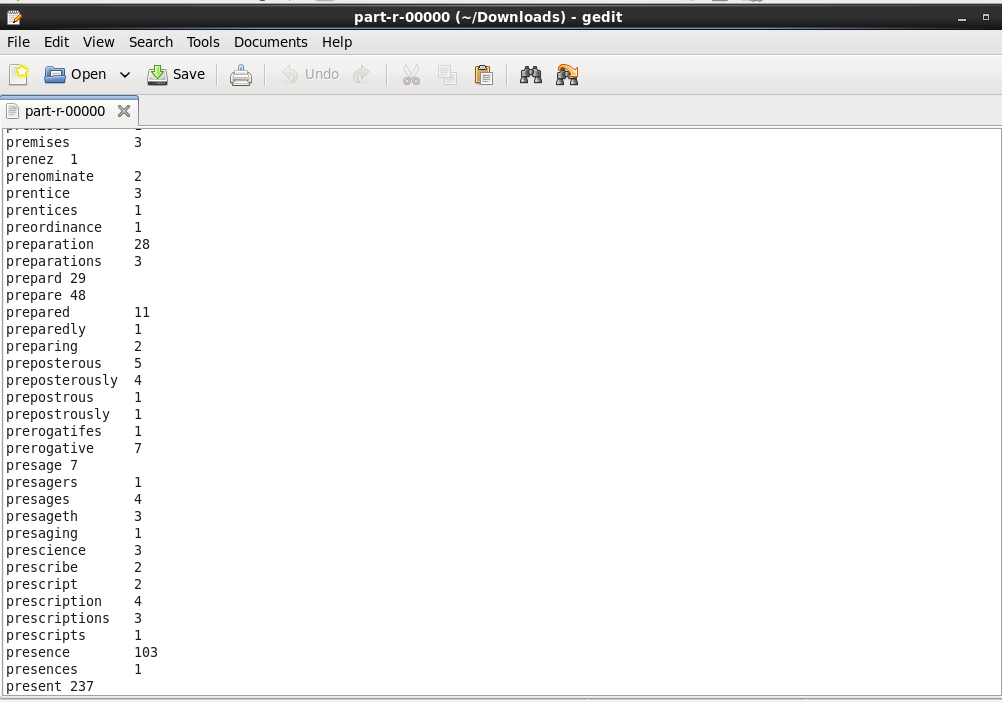 part-r-00000 (~/Downloads) - gedit
File Edit View Search Tools Documents Help
Open Save Undo
part-r-00000
premises 3
prenez 1
prenominate 2
prentice 3
prentices 1
preordinance 1
preparation 28
preparations 3
prepard 29
prepare 48
prepared 11
preparedly 1
preparing 2
preposterous 5
preposterously 4
prepostrous 1
prepostrously 1
prerogatifes 1
prerogative 7
presage 7
presagers 1
presages 4
presageth 3
presaging 1
prescience 3
prescribe 2
prescript 2
prescription 4
prescriptions 3
prescripts 1
presence 103
presences 1
present 237